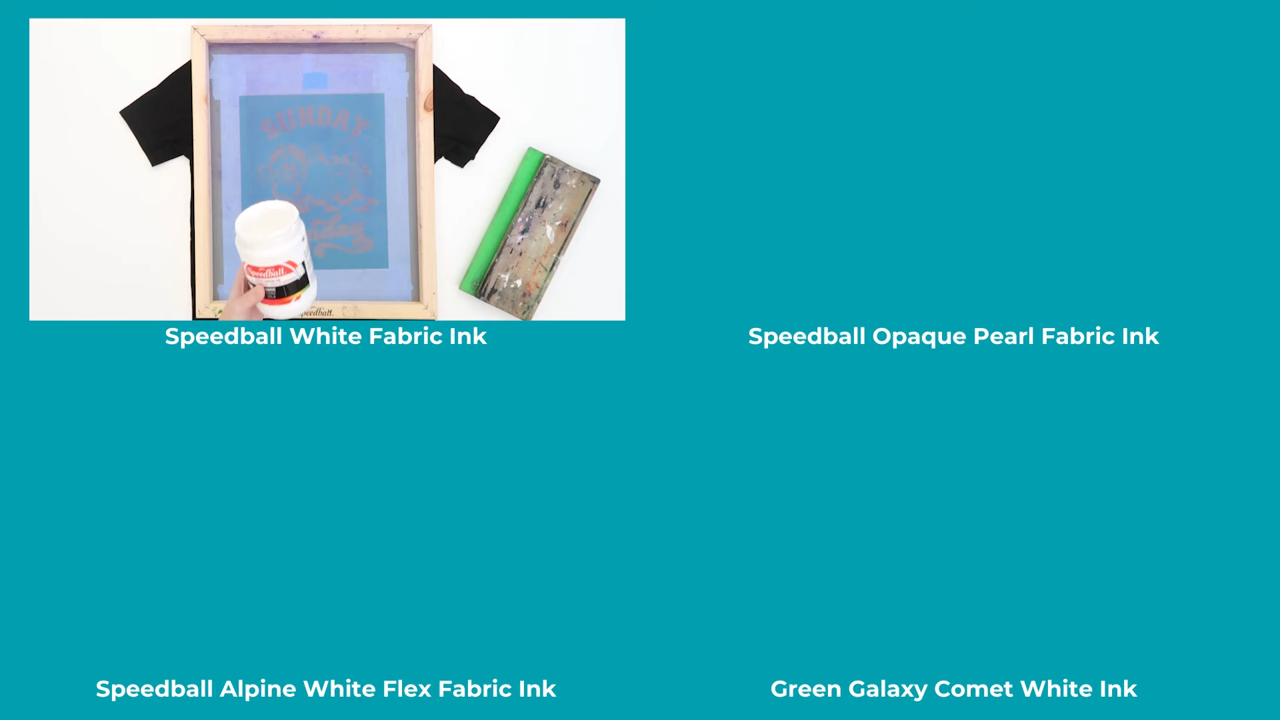 SUNDAY
Speedball
Speedball.
Speedball White Fabric Ink
Speedball Opaque Pearl Fabric Ink
Speedball Alpine White Flex Fabric Ink
Green Galaxy Comet White Ink